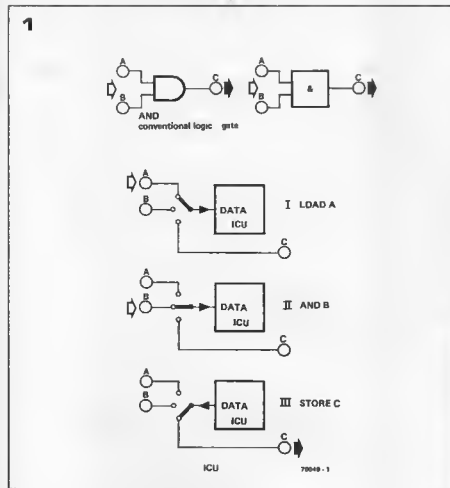 1
A
B
C
A
B
&
C
AND
conventional logic gate
A
B
DATA
ICU
I LOAD A
C
A
B
DATA
ICU
II AND B
C
A
B
DATA
ICU
III STORE C
C
ICU
79049 - 1